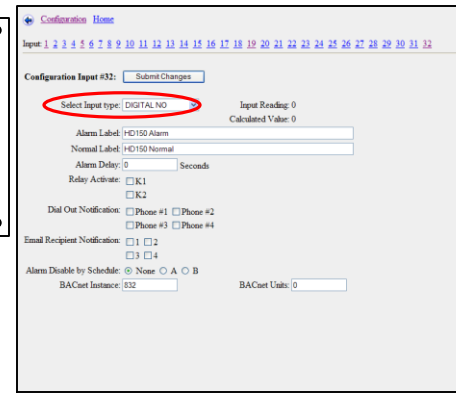 Configuration Home
Input: 1 2 3 4 5 6 7 8 9 10 11 12 13 14 15 16 17 18 19 20 21 22 23 24 25 26 27 28 29 30 31 32
Configuration Input #32: Submit Changes
Select Input type: DIGITAL NO Input Reading: 0
Calculated Value: 0
Alarm Label: HD150 Alarm
Normal Label: HD150 Normal
Alarm Delay: 0 Seconds
Relay Activate: K1
K2
Dial Out Notification: Phone #1 Phone #2
Phone #3 Phone #4
Email Recipient Notification: 1 2
3 4
Alarm Disable by Schedule: None A B
BACnet Instance: 832 BACnet Units: 0